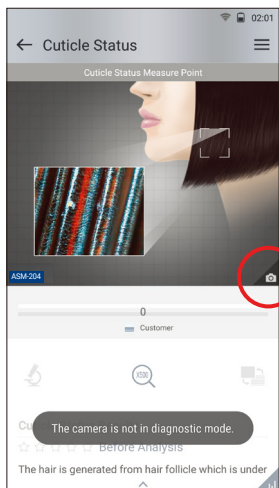 02:01
Cuticle Status
Cuticle Status Measure Point
ASM-204
0
Customer
X500
The camera is not in diagnostic mode.
Before Analysis
The hair is generated from hair follicle which is under